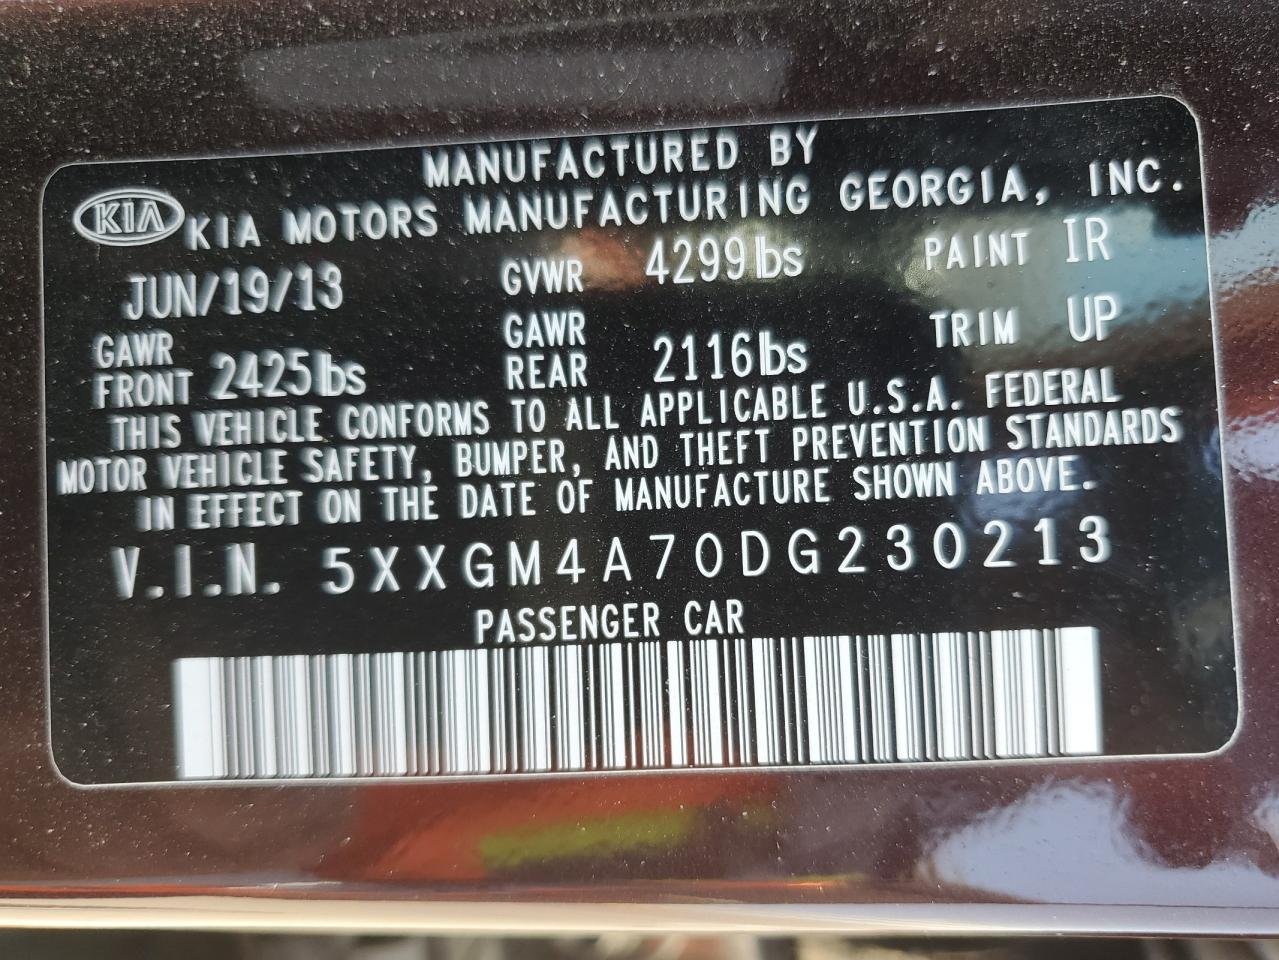 MANUFACTURED BY
KIA KIA MOTORS MANUFACTURING GEORGIA, INC.
JUN/19/13 GVWR 4299lbs PAINT IR
GAWR FRONT 2425lbs GAWR REAR 2116lbs TRIM UP
THIS VEHICLE CONFORMS TO ALL APPLICABLE U.S.A. FEDERAL
MOTOR VEHICLE SAFETY, BUMPER, AND THEFT PREVENTION STANDARDS
IN EFFECT ON THE DATE OF MANUFACTURE SHOWN ABOVE.
V.I.N. 5XXGM4A70DG230213
PASSENGER CAR